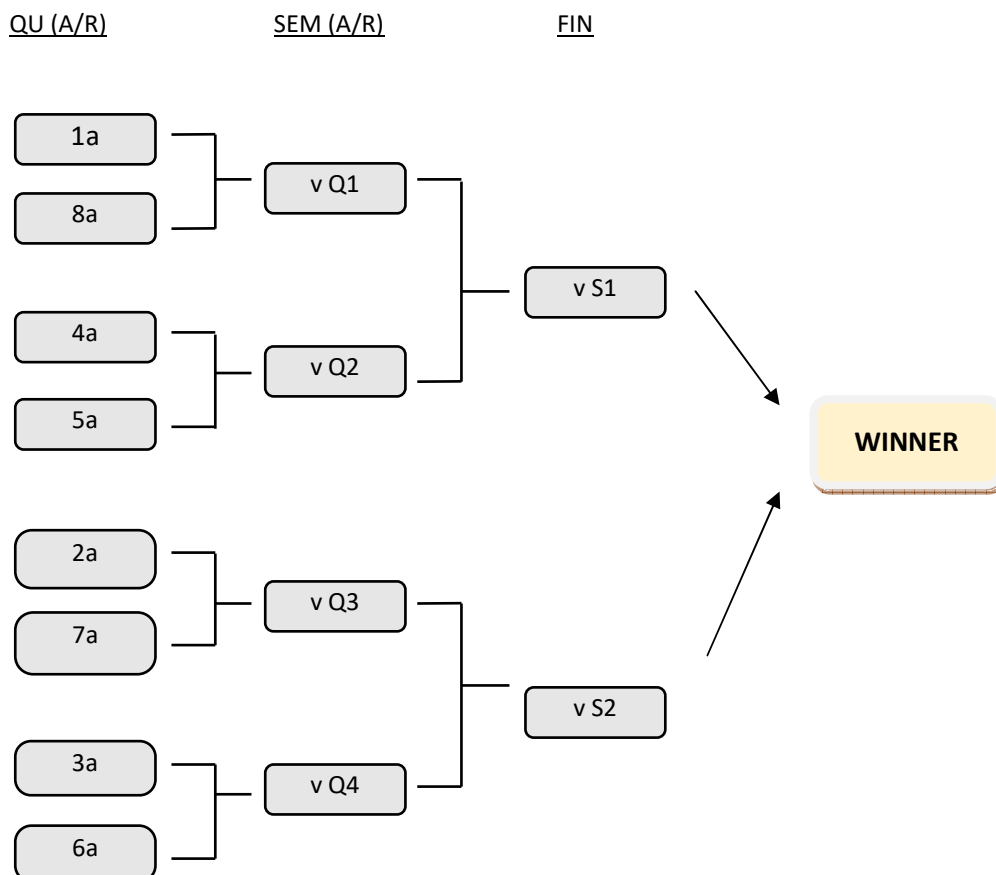 QU (A/R) SEM (A/R) FIN
1a
v Q1
8a
v S1
4a
v Q2
5a
WINNER
2a
v Q3
7a
v S2
3a
v Q4
6a